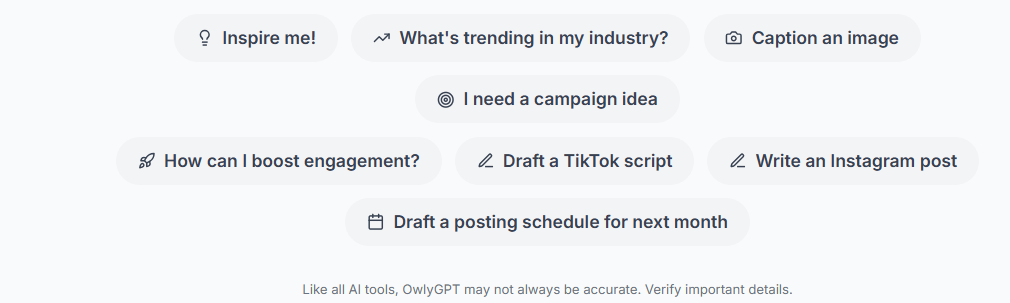 Inspire me! What's trending in my industry? Caption an image
I need a campaign idea
How can I boost engagement? Draft a TikTok script Write an Instagram post
Draft a posting schedule for next month
Like all AI tools, OwlyGPT may not always be accurate. Verify important details.